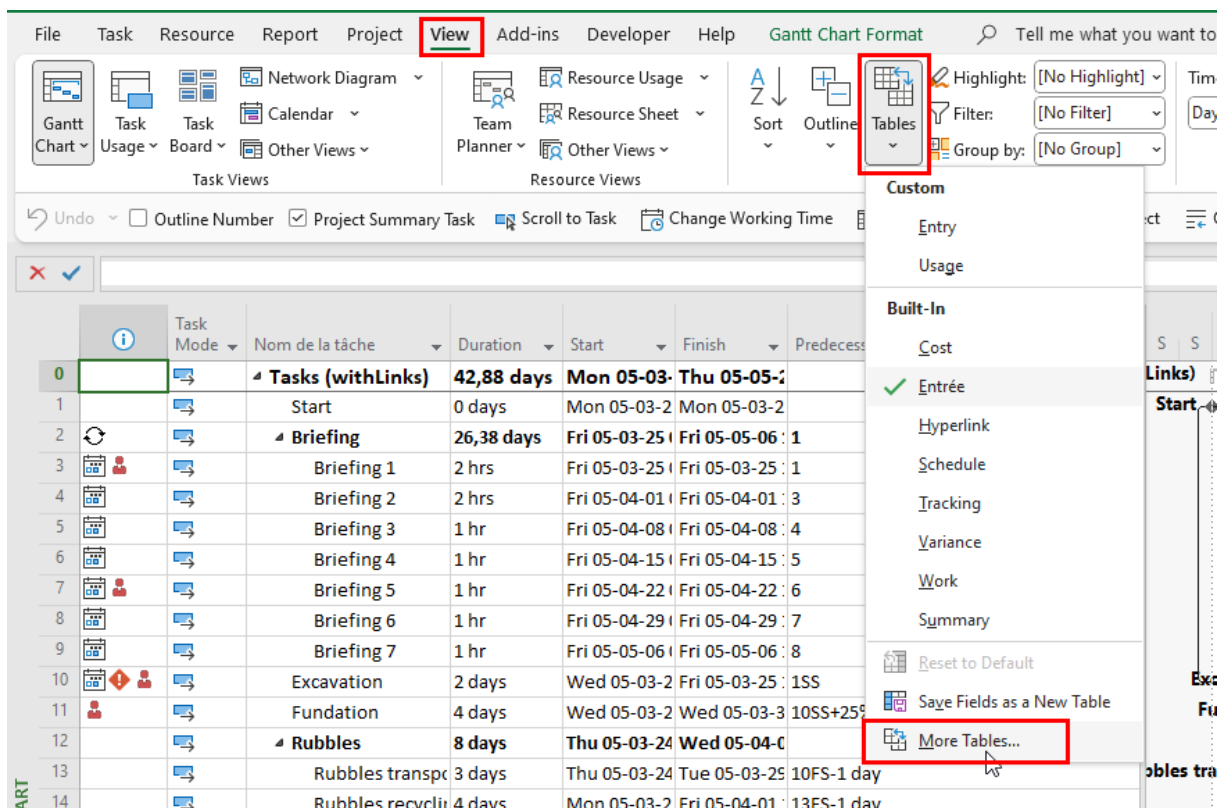 File Task Resource Report Project View Add-ins Developer Help Gantt Chart Format Tell me what you want to
Network Diagram Resource Usage Highlight: [No Highlight] Tim
Calendar Resource Sheet Filter: [No Filter] Day
Gantt Chart Task Usage Task Board Other Views Team Planner Other Views Sort Outline Tables Group by: [No Group]
Task Views Resource Views
Custom
Undo Outline Number Project Summary Task Scroll to Task Change Working Time ct
Entry
Usage
Built-In
Cost
Entrée
Hyperlink
Schedule
Tracking
Variance
Work
Summary
Reset to Default
Save Fields as a New Table
More Tables...
Task Mode Nom de la tâche Duration Start Finish Predecess S S
0 Tasks (withLinks) 42,88 days Mon 05-03- Thu 05-05-2 Links)
1 Start 0 days Mon 05-03-2 Mon 05-03-2 Start
2 Briefing 26,38 days Fri 05-03-25 Fri 05-05-06 1
3 Briefing 1 2 hrs Fri 05-03-25 Fri 05-03-25 1
4 Briefing 2 2 hrs Fri 05-04-01 Fri 05-04-01 3
5 Briefing 3 1 hr Fri 05-04-08 Fri 05-04-08 4
6 Briefing 4 1 hr Fri 05-04-15 Fri 05-04-15 5
7 Briefing 5 1 hr Fri 05-04-22 Fri 05-04-22 6
8 Briefing 6 1 hr Fri 05-04-29 Fri 05-04-29 7
9 Briefing 7 1 hr Fri 05-05-06 Fri 05-05-06 8
10 Excavation 2 days Wed 05-03-2 Fri 05-03-25 1SS Exc
11 Fundation 4 days Wed 05-03-2 Wed 05-03-3 10SS+25% Fu
12 Rubbles 8 days Thu 05-03-24 Wed 05-04-0
13 Rubbles transpo 3 days Thu 05-03-24 Tue 05-03-29 10FS-1 day bbles tra
14 Rubbles recyclin 4 days Mon 05-03-2 Fri 05-04-01 13FS-1 day
ART